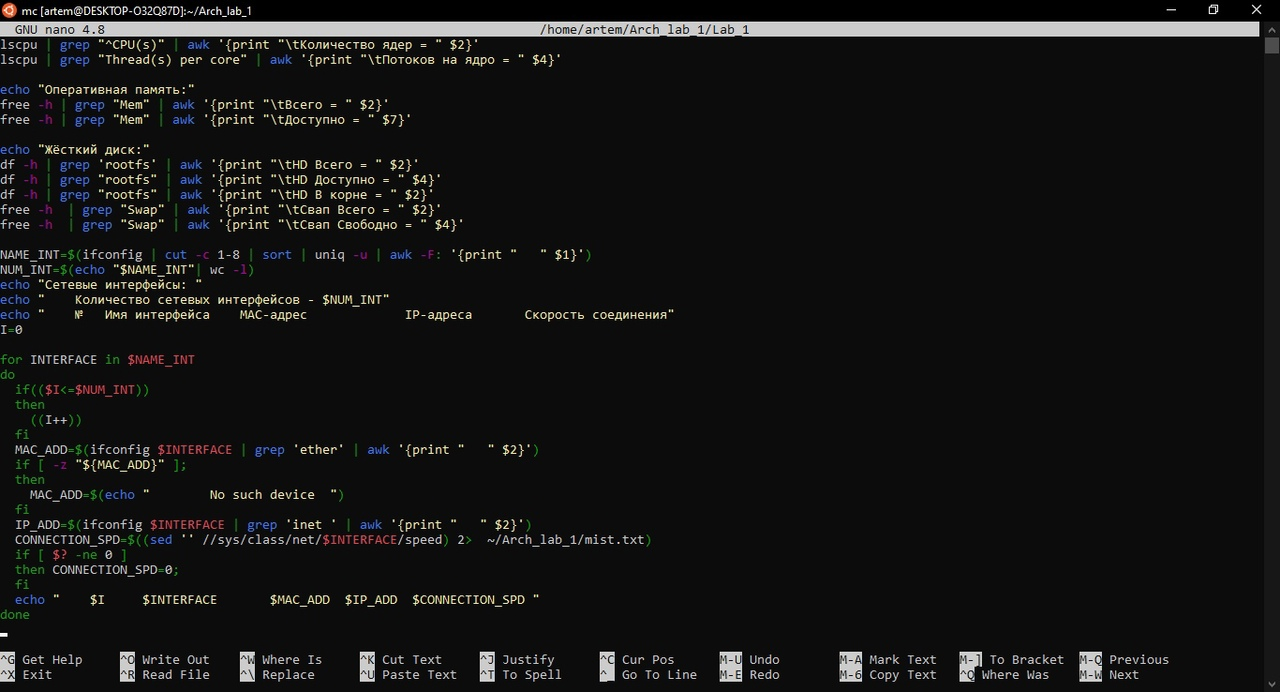 mc [artem@DESKTOP-O32Q87D]:~/Arch_lab_1
GNU nano 4.8 /home/artem/Arch_lab_1/Lab_1
lscpu | grep "^CPU(s)" | awk '{print "\tКоличество ядер = " $2}'
lscpu | grep "Thread(s) per core" | awk '{print "\tПотоков на ядро = " $4}'
echo "Оперативная память:"
free -h | grep "Mem" | awk '{print "\tВсего = " $2}'
free -h | grep "Mem" | awk '{print "\tДоступно = " $7}'
echo "Жёсткий диск:"
df -h | grep 'rootfs' | awk '{print "\tHD Всего = " $2}'
df -h | grep "rootfs" | awk '{print "\tHD Доступно = " $4}'
df -h | grep "rootfs" | awk '{print "\tHD В корне = " $2}'
free -h  | grep "Swap" | awk '{print "\tСвап Всего = " $2}'
free -h  | grep "Swap" | awk '{print "\tСвап Свободно = " $4}'
NAME_INT=$(ifconfig | cut -c 1-8 | sort | uniq -u | awk -F: '{print "   " $1}')
NUM_INT=$(echo "$NAME_INT"| wc -l)
echo "Сетевые интерфейсы: "
echo "    Количество сетевых интерфейсов - $NUM_INT"
echo "    №   Имя интерфейса    MAC-адрес             IP-адреса       Скорость соединения"
I=0
for INTERFACE in $NAME_INT
do
  if(($I<=$NUM_INT))
  then
    ((I++))
  fi
  MAC_ADD=$(ifconfig $INTERFACE | grep 'ether' | awk '{print "   " $2}')
  if [ -z "${MAC_ADD}" ];
  then
    MAC_ADD=$(echo "        No such device  ")
  fi
  IP_ADD=$(ifconfig $INTERFACE | grep 'inet ' | awk '{print "   " $2}')
  CONNECTION_SPD=$((sed '' //sys/class/net/$INTERFACE/speed) 2>  ~/Arch_lab_1/mist.txt)
  if [ $? -ne 0 ]
  then CONNECTION_SPD=0;
  fi
  echo "    $I     $INTERFACE       $MAC_ADD  $IP_ADD  $CONNECTION_SPD "
done
^G Get Help ^O Write Out ^W Where Is ^K Cut Text ^J Justify ^C Cur Pos M-U Undo M-A Mark Text M-] To Bracket M-Q Previous
^X Exit ^R Read File ^\ Replace ^U Paste Text ^T To Spell ^_ Go To Line M-E Redo M-6 Copy Text ^Q Where Was M-W Next